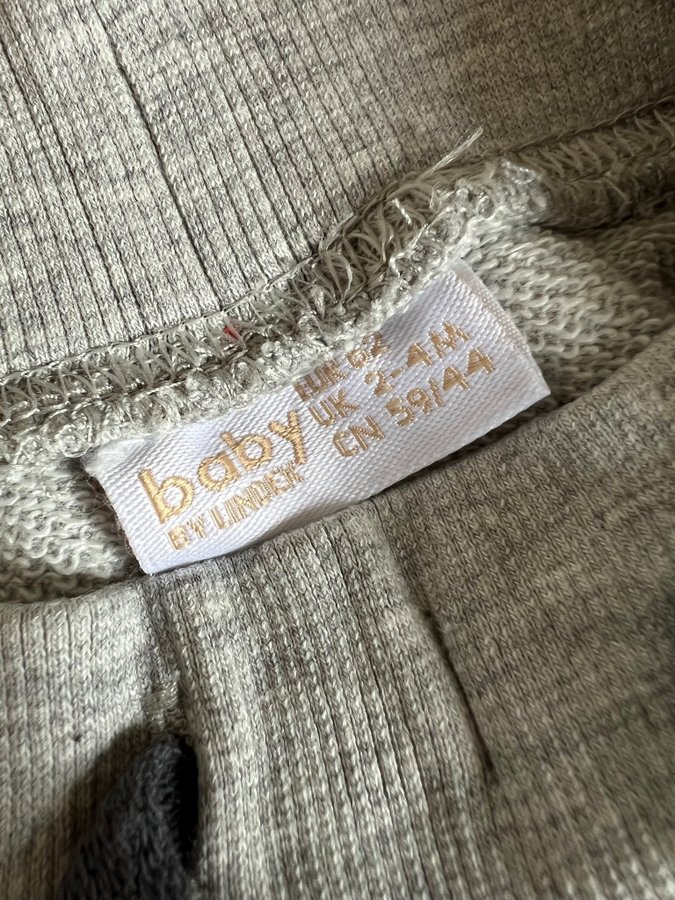 baby
BY LINDEX
EUR 62
UK 2-4M
CN 59/44